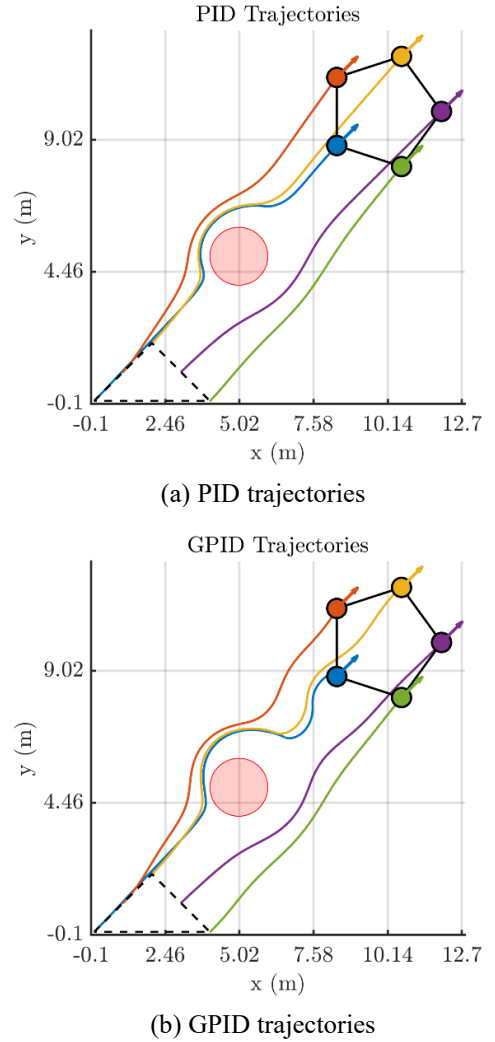 PID Trajectories
9.02
4.46
-0.1
y (m)
-0.1 2.46 5.02 7.58 10.14 12.7
x (m)
(a) PID trajectories
GPID Trajectories
9.02
4.46
-0.1
y (m)
-0.1 2.46 5.02 7.58 10.14 12.7
x (m)
(b) GPID trajectories